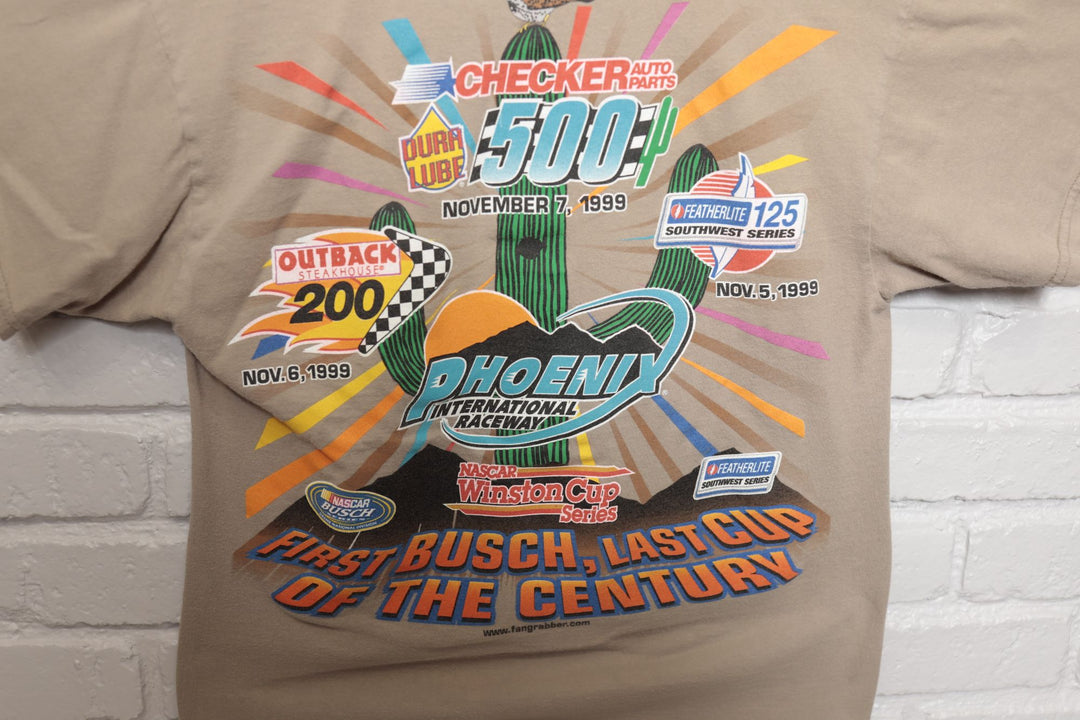 CHECKER AUTO PARTS
DURA LUBE
500
NOVEMBER 7, 1999
FEATHERLITE 125
SOUTHWEST SERIES
NOV. 5, 1999
OUTBACK
STEAKHOUSE®
200
NOV. 6, 1999
PHOENIX
INTERNATIONAL
RACEWAY
NASCAR
Winston Cup
Series
NASCAR
BUSCH
SERIES
FEATHERLITE
SOUTHWEST SERIES
FIRST BUSCH, LAST CUP
OF THE CENTURY
www.fangrabber.com